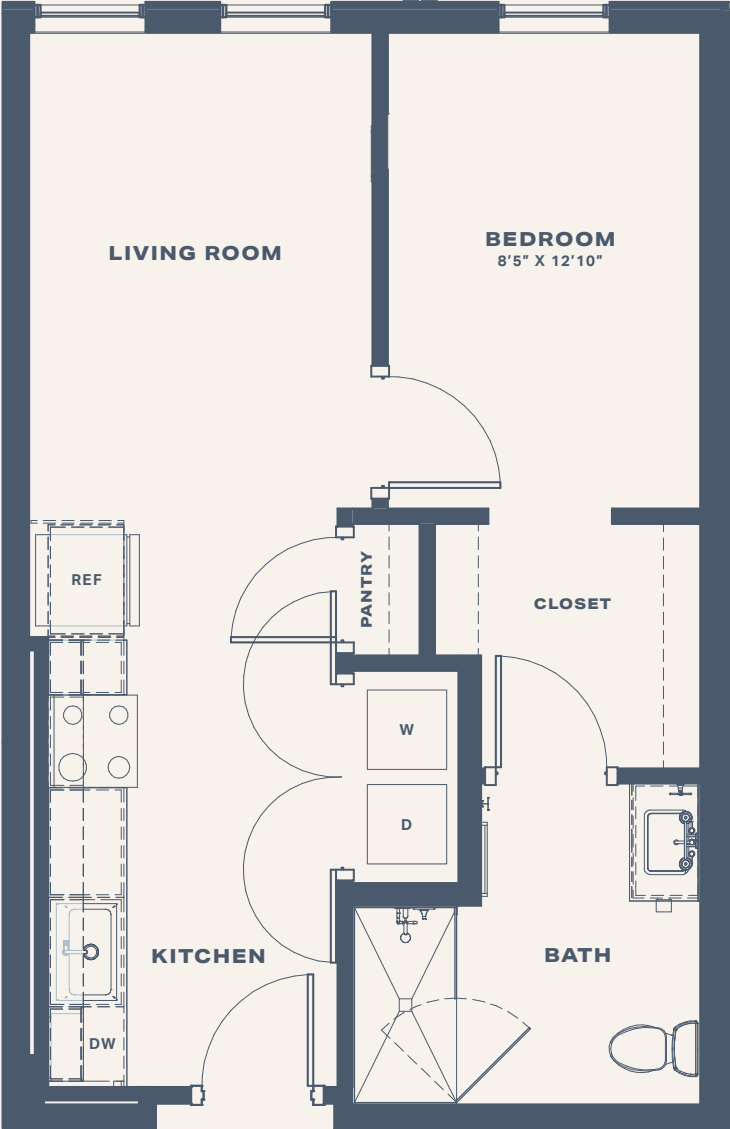 LIVING ROOM
BEDROOM
8'5" X 12'10"
REF
PANTRY
CLOSET
W
D
KITCHEN
BATH
DW